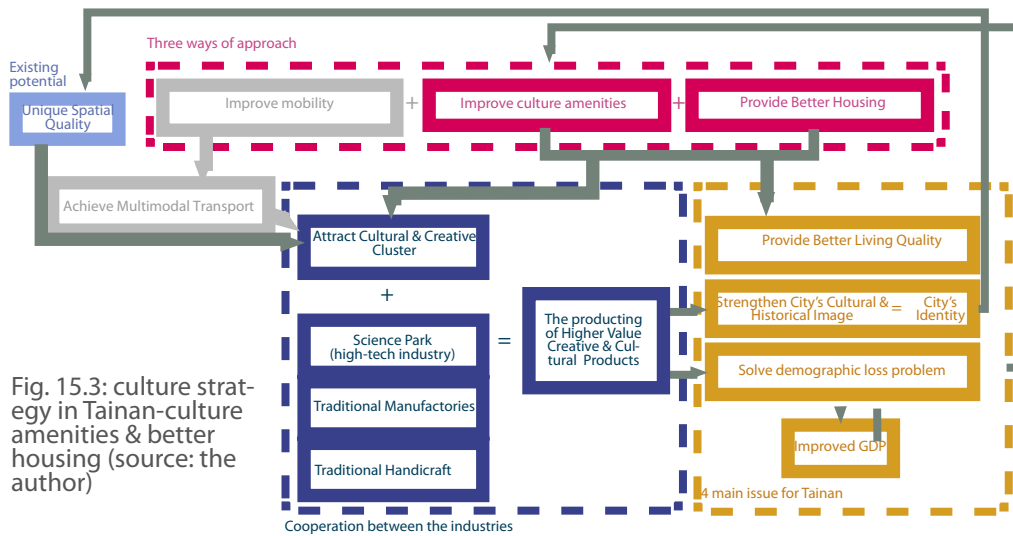 Three ways of approach
Existing
potential
Unique Spatial
Quality
Improve mobility
+
Improve culture amenities
+
Provide Better Housing
Achieve Multimodal Transport
Attract Cultural & Creative
Cluster
+
Science Park
(high-tech industry)
Traditional Manufactories
Traditional Handicraft
=
The producting
of Higher Value
Creative & Cul-
tural Products
Cooperation between the industries
Provide Better Living Quality
Strengthen City's Cultural &
Historical Image
=
City's
Identity
Solve demographic loss problem
Improved GDP
4 main issue for Tainan
Fig. 15.3: culture strat-
egy in Tainan-culture
amenities & better
housing (source: the
author)